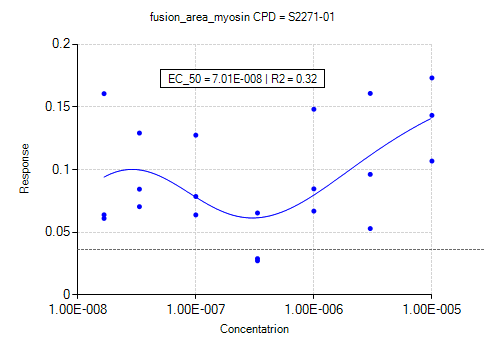 fusion_area_myosin CPD = S2271-01
EC_50 = 7.01E-008 | R2 = 0.32
0.2
0.15
0.1
0.05
0
Response
1.00E-008 1.00E-007 1.00E-006 1.00E-005
Concentatrion